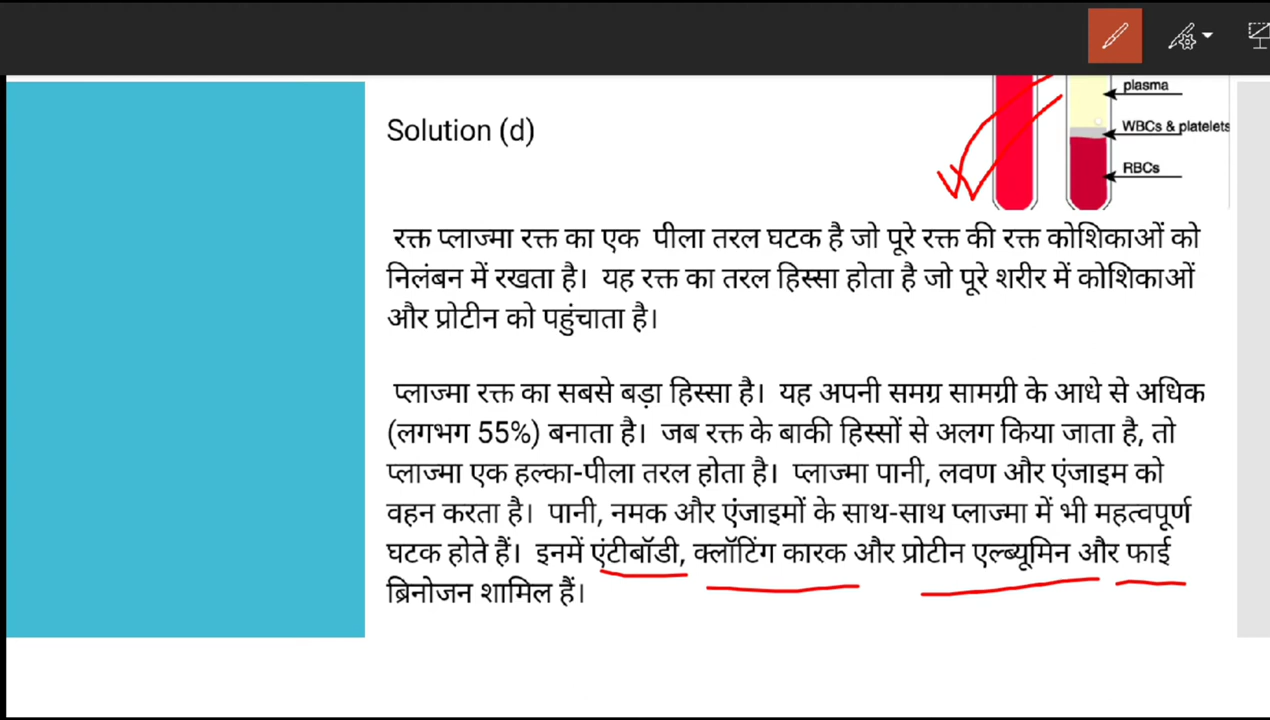 plasma
Solution (d)
WBCs & platelets
RBCs
रक्त प्लाज्मा रक्त का एक पीला तरल घटक है जो पूरे रक्त की रक्त कोशिकाओं को
निलंबन में रखता है। यह रक्त का तरल हिस्सा होता है जो पूरे शरीर में कोशिकाओं
और प्रोटीन को पहुंचाता है।
प्लाज्मा रक्त का सबसे बड़ा हिस्सा है। यह अपनी समग्र सामग्री के आधे से अधिक
(लगभग 55%) बनाता है। जब रक्त के बाकी हिस्सों से अलग किया जाता है, तो
प्लाज्मा एक हल्का-पीला तरल होता है। प्लाज्मा पानी, लवण और एंजाइम को
वहन करता है। पानी, नमक और एंजाइमों के साथ-साथ प्लाज्मा में भी महत्वपूर्ण
घटक होते हैं। इनमें एंटीबॉडी, क्लॉटिंग कारक और प्रोटीन एल्ब्यूमिन और फाई
ब्रिनोजन शामिल हैं।